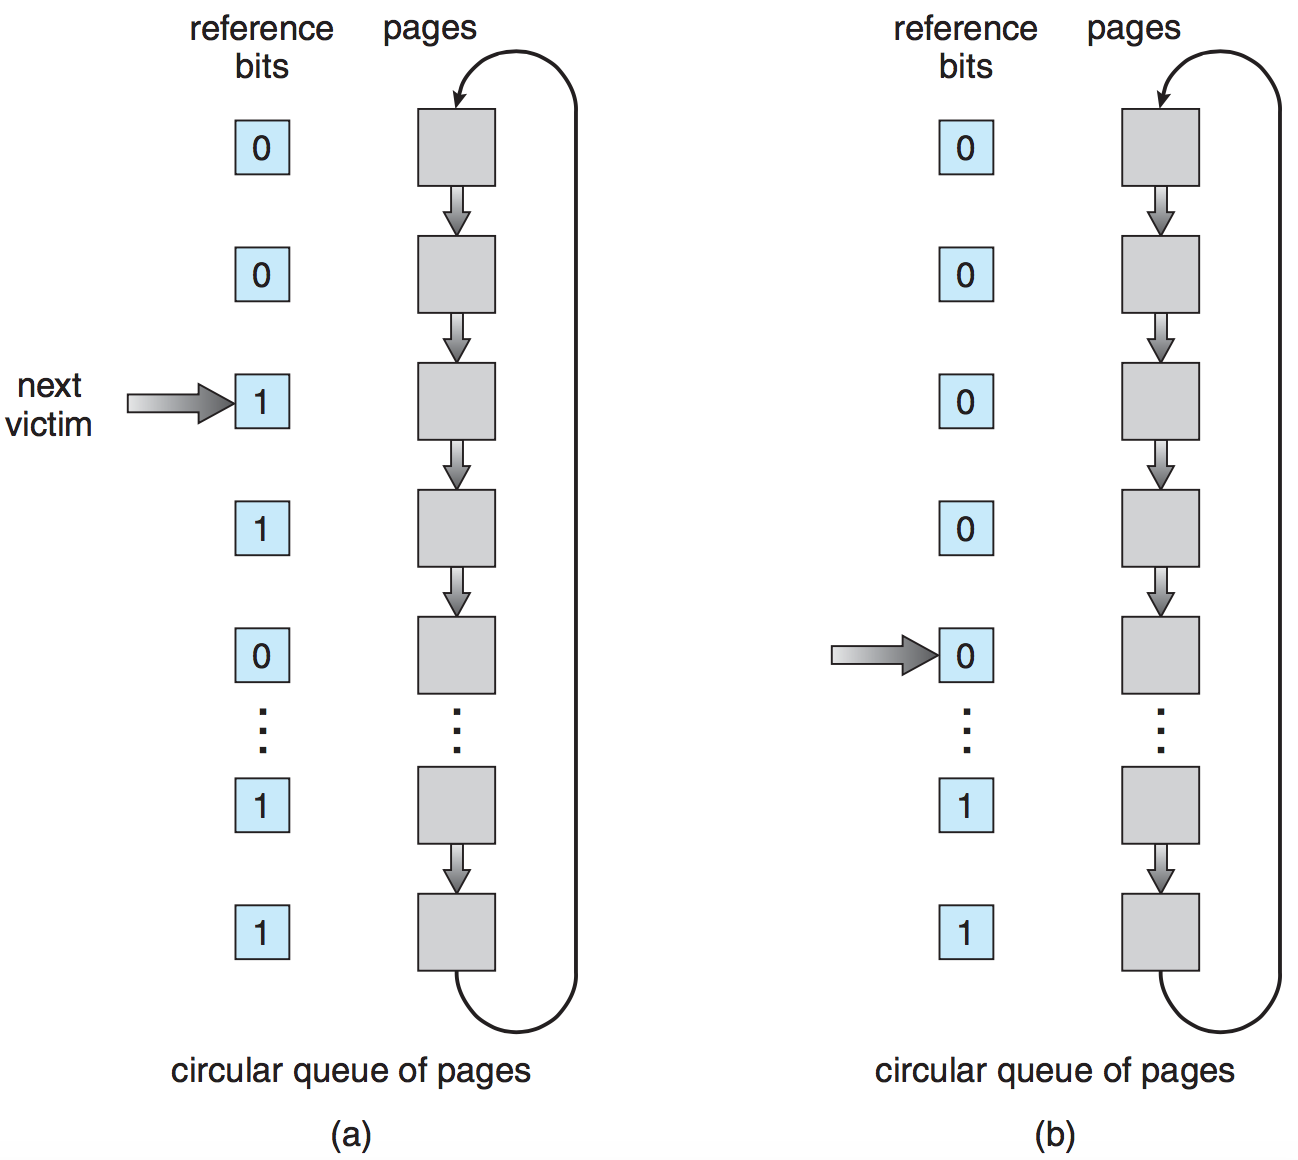 reference
bits
pages
0
0
next
victim
1
1
0
1
1
circular queue of pages
(a)
reference
bits
pages
0
0
0
0
0
1
1
circular queue of pages
(b)